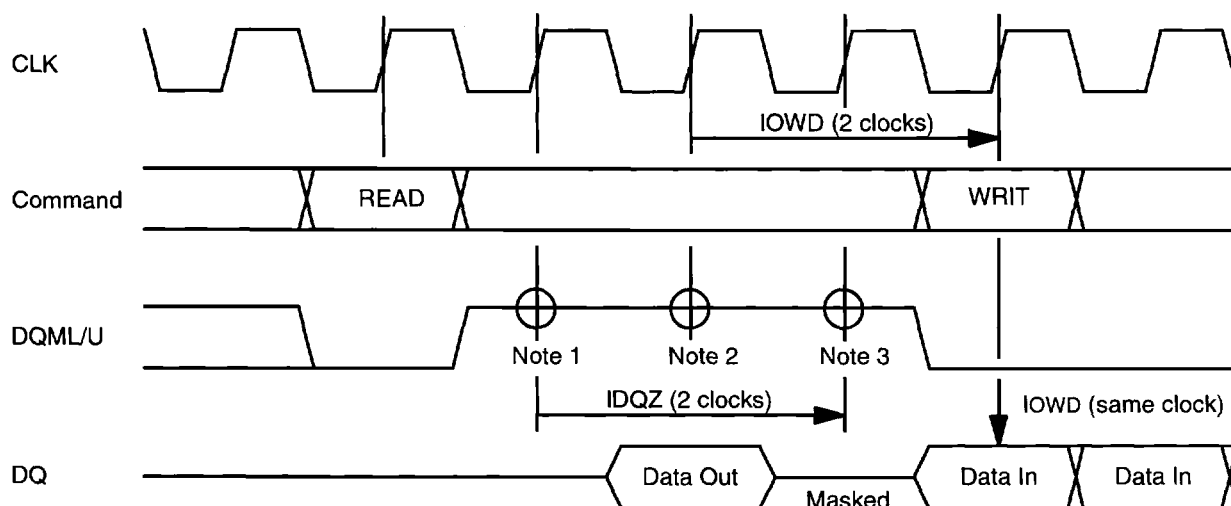 CLK
IOWD (2 clocks)
Command
READ
WRIT
DQML/U
Note 1
Note 2
Note 3
IDQZ (2 clocks)
IOWD (same clock)
DQ
Data Out
Masked
Data In
Data In